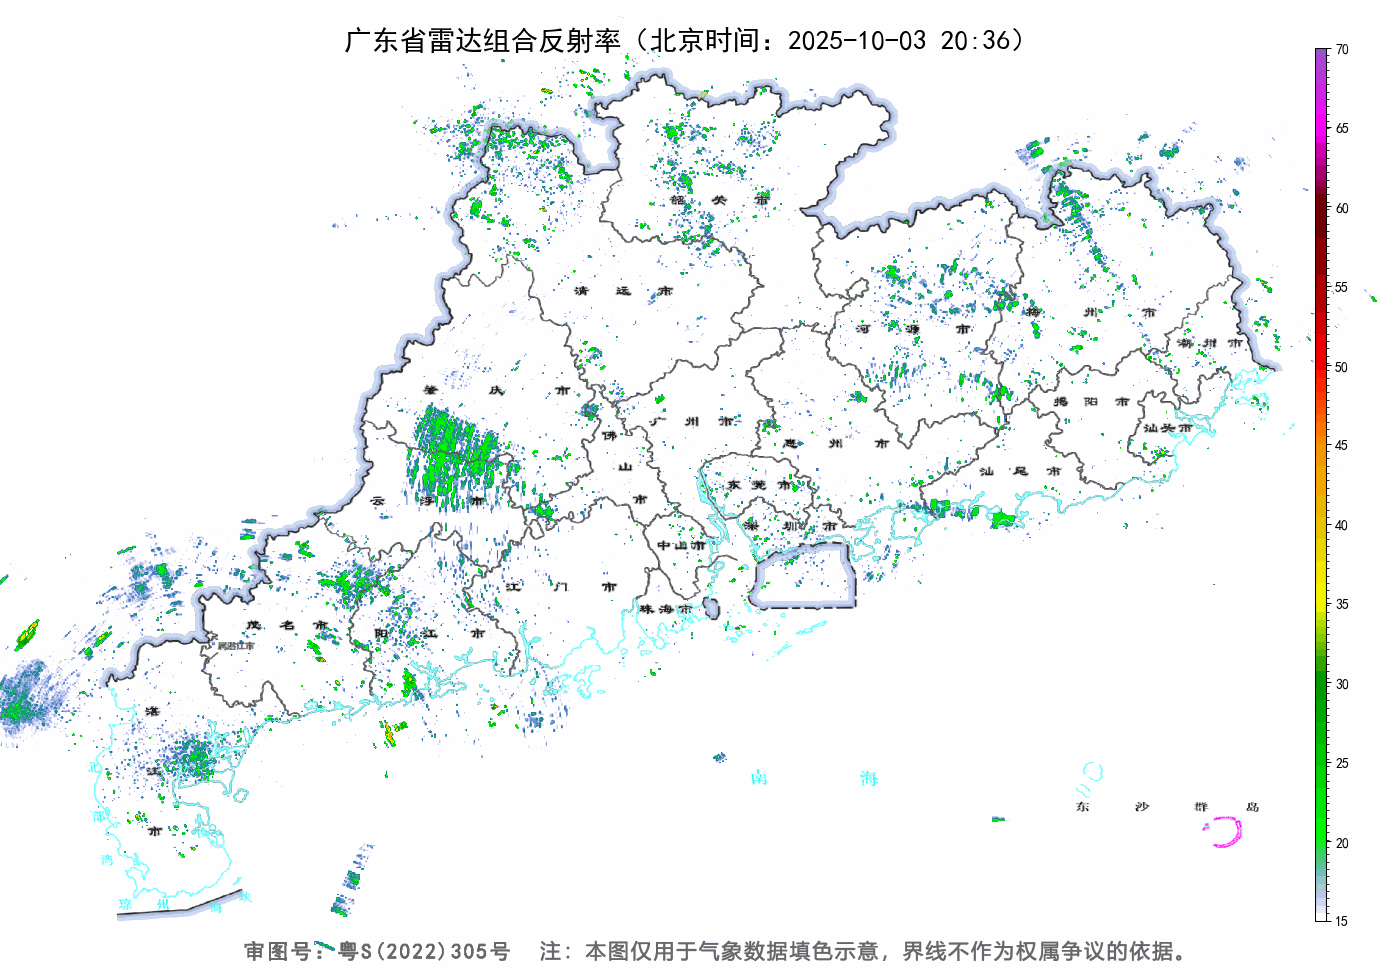 广东省雷达组合反射率（北京时间：2025-10-03 20:36）
70
65
60
55
50
45
40
35
30
25
20
15
韶 关 市
清 远 市
河 源 市
梅 州 市
潮 州 市
肇 庆 市
广 州 市
揭 阳 市
汕 头 市
佛 山 市
惠 州 市
汕 尾 市
东 莞 市
云 浮 市
深 圳 市
中 山 市
江 门 市
珠 海 市
茂 名 市
阳 江 市
属湛江市
湛 江 市
北 部 湾
南 海
东 沙 群 岛
琼 州 海 峡
审图号：粤S(2022)305号 注：本图仅用于气象数据填色示意，界线不作为权属争议的依据。